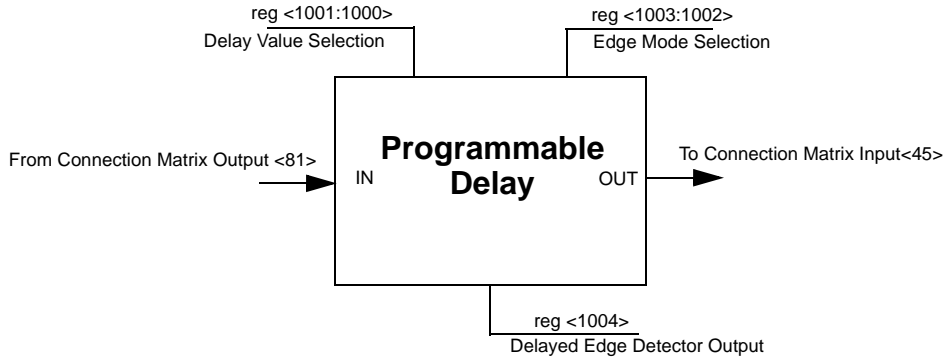 reg <1001:1000>
Delay Value Selection
reg <1003:1002>
Edge Mode Selection
From Connection Matrix Output <81>
IN
Programmable
Delay
OUT
To Connection Matrix Input<45>
reg <1004>
Delayed Edge Detector Output